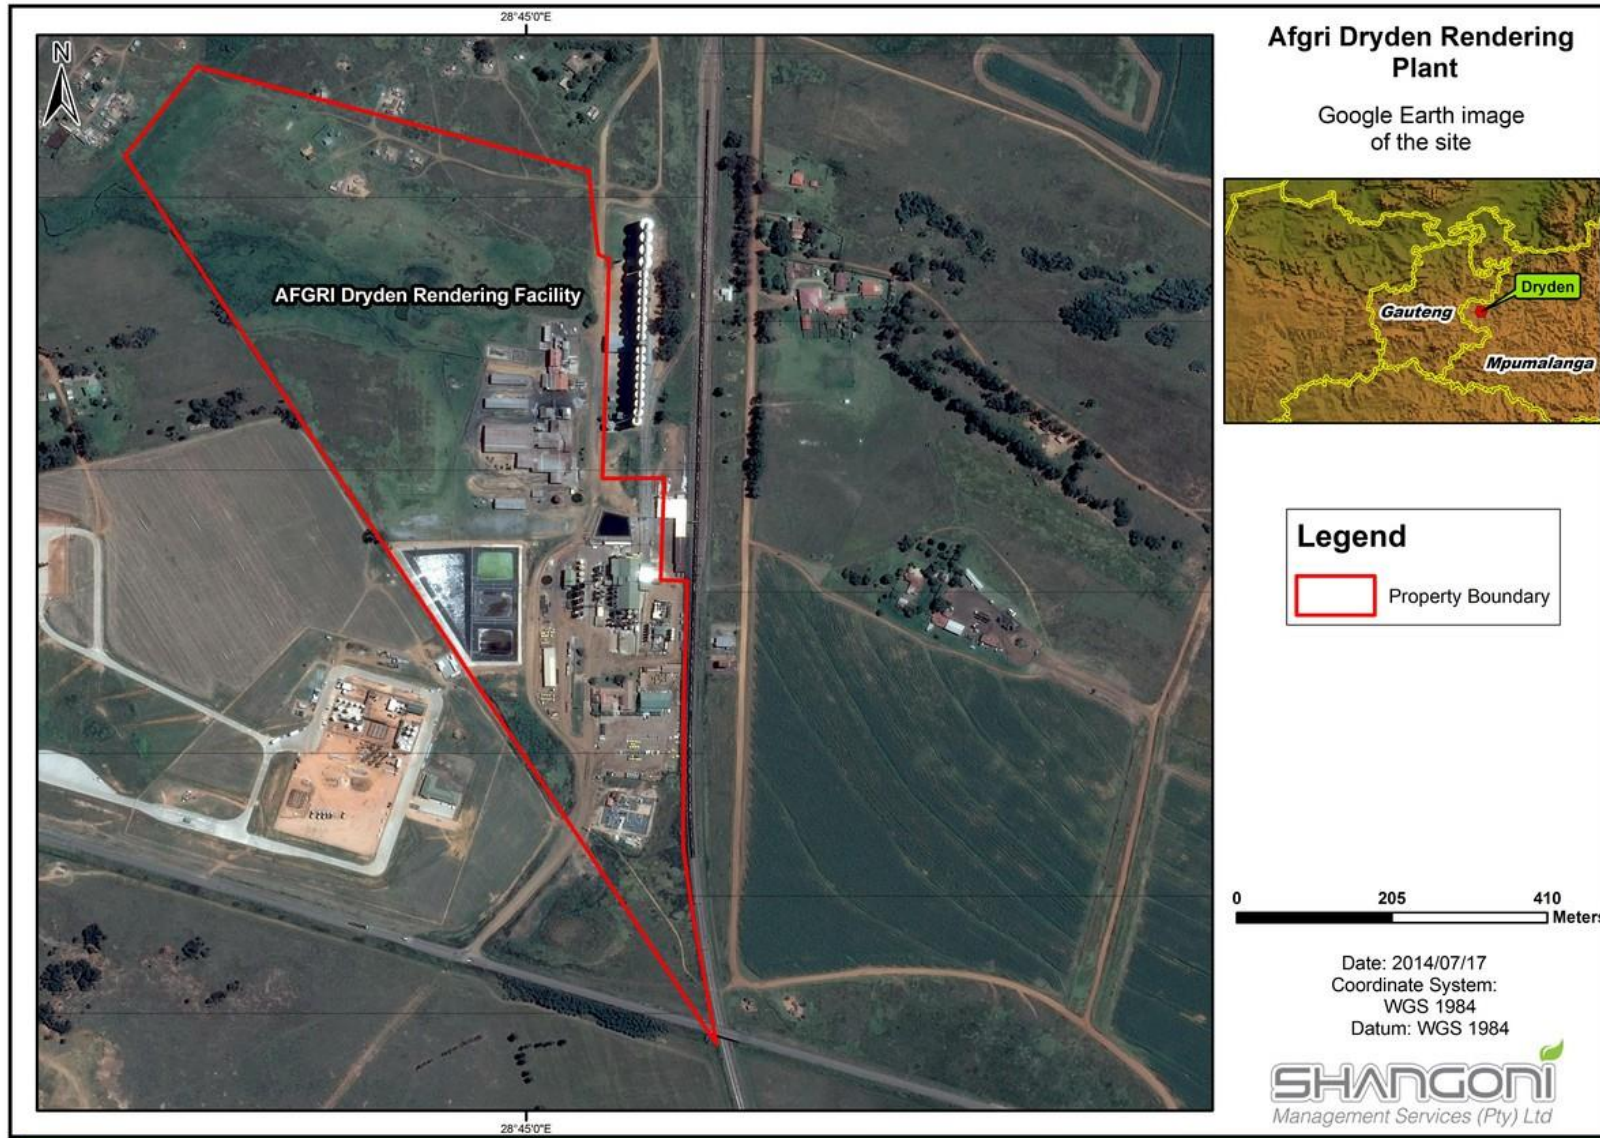 28°45'0"E
N
AFGRI Dryden Rendering Facility
28°45'0"E
Afgri Dryden Rendering
Plant
Google Earth image
of the site
Dryden
Gauteng
Mpumalanga
Legend
Property Boundary
0 205 410
Meters
Date: 2014/07/17
Coordinate System:
WGS 1984
Datum: WGS 1984
SHANGONI
Management Services (Pty) Ltd